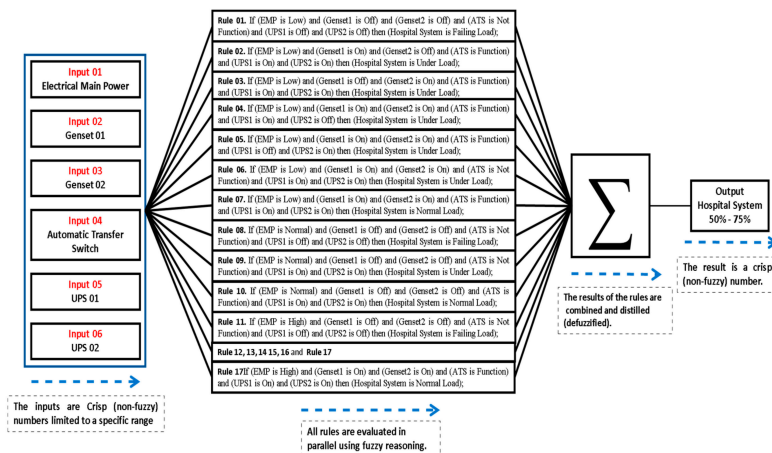 Input 01
Electrical Main Power
Input 02
Genset 01
Input 03
Genset 02
Input 04
Automatic Transfer
Switch
Input 05
UPS 01
Input 06
UPS 02
The inputs are Crisp (non-fuzzy)
numbers limited to a specific range
Rule 01. If (EMP is Low) and (Genset1 is Off) and (Genset2 is Off) and (ATS is Not
Function) and (UPS1 is Off) and (UPS2 is Off) then (Hospital System is Failing Load);
Rule 02. If (EMP is Low) and (Genset1 is On) and (Genset2 is Off) and (ATS is Function)
and (UPS1 is On) and (UPS2 is On) then (Hospital System is Under Load);
Rule 03. If (EMP is Low) and (Genset1 is Off) and (Genset2 is On) and (ATS is Function)
and (UPS1 is On) and (UPS2 is On) then (Hospital System is Under Load);
Rule 04. If (EMP is Low) and (Genset1 is On) and (Genset2 is On) and (ATS is Function)
and (UPS1 is On) and (UPS2 is Off) then (Hospital System is Under Load);
Rule 05. If (EMP is Low) and (Genset1 is On) and (Genset2 is On) and (ATS is Function)
and (UPS1 is Off) and (UPS2 is On) then (Hospital System is Under Load);
Rule 06. If (EMP is Low) and (Genset1 is On) and (Genset2 is On) and (ATS is Not
Function) and (UPS1 is On) and (UPS2 is On) then (Hospital System is Under Load);
Rule 07. If (EMP is Low) and (Genset1 is On) and (Genset2 is On) and (ATS is Function)
and (UPS1 is On) and (UPS2 is On) then (Hospital System is Normal Load);
Rule 08. If (EMP is Normal) and (Genset1 is Off) and (Genset2 is Off) and (ATS is Not
Function) and (UPS1 is Off) and (UPS2 is Off) then (Hospital System is Failing Load);
Rule 09. If (EMP is Normal) and (Genset1 is Off) and (Genset2 is Off) and (ATS is Not
Function) and (UPS1 is On) and (UPS2 is On) then (Hospital System is Under Load);
Rule 10. If (EMP is Normal) and (Genset1 is Off) and (Genset2 is Off) and (ATS is
Function) and (UPS1 is On) and (UPS2 is On) then (Hospital System is Normal Load);
Rule 11. If (EMP is High) and (Genset1 is Off) and (Genset2 is Off) and (ATS is Not
Function) and (UPS1 is Off) and (UPS2 is Off) then (Hospital System is Failing Load);
Rule 12, 13,14 15, 16 and Rule 17
Rule 17If (EMP is High) and (Genset1 is On) and (Genset2 is On) and (ATS is Function)
and (UPS1 is On) and (UPS2 is On) then (Hospital System is Normal Load);
All rules are evaluated in
parallel using fuzzy reasoning.
∑
The results of the rules are
combined and distilled
(defuzzified).
Output
Hospital System
50% - 75%
The result is a crisp
(non-fuzzy) number.